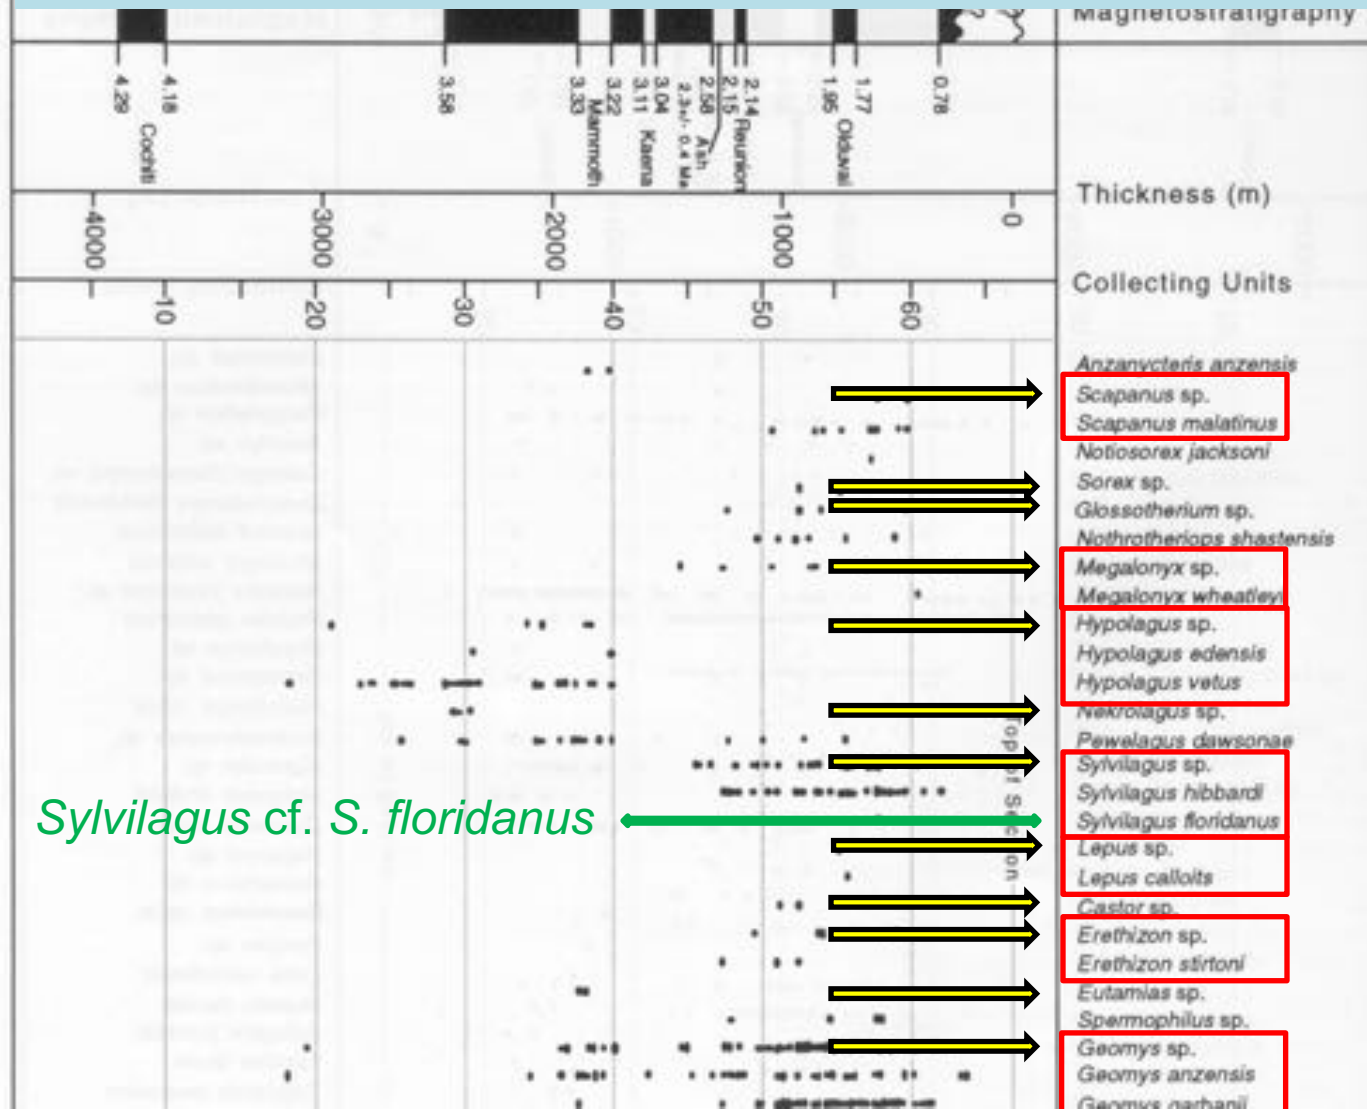 Magnetostratigraphy
4.29
4.18
Cochiti
3.58
3.33
Mammoth
3.22
3.11
Kaena
3.04
2.3+/- 0.4 Ma
2.58
Ash
2.15
2.14
Reunion
1.95
Olduvai
1.77
0.78
Thickness (m)
4000
3000
2000
1000
0
Collecting Units
10
20
30
40
50
60
Anzanycteris anzensis
Scapanus sp.
Scapanus malatinus
Notiosorex jacksoni
Sorex sp.
Glossotherium sp.
Nothrotheriops shastensis
Megalonyx sp.
Megalonyx wheatleyi
Hypolagus sp.
Hypolagus edensis
Hypolagus vetus
Nekrolagus sp.
Pewelagus dawsonae
Sylvilagus sp.
Sylvilagus hibbardi
Sylvilagus cf. S. floridanus
Sylvilagus floridanus
Lepus sp.
Lepus callotis
Castor sp.
Erethizon sp.
Erethizon stirtoni
Eutamias sp.
Spermophilus sp.
Geomys sp.
Geomys anzensis
Geomys garbanii
Top of Section